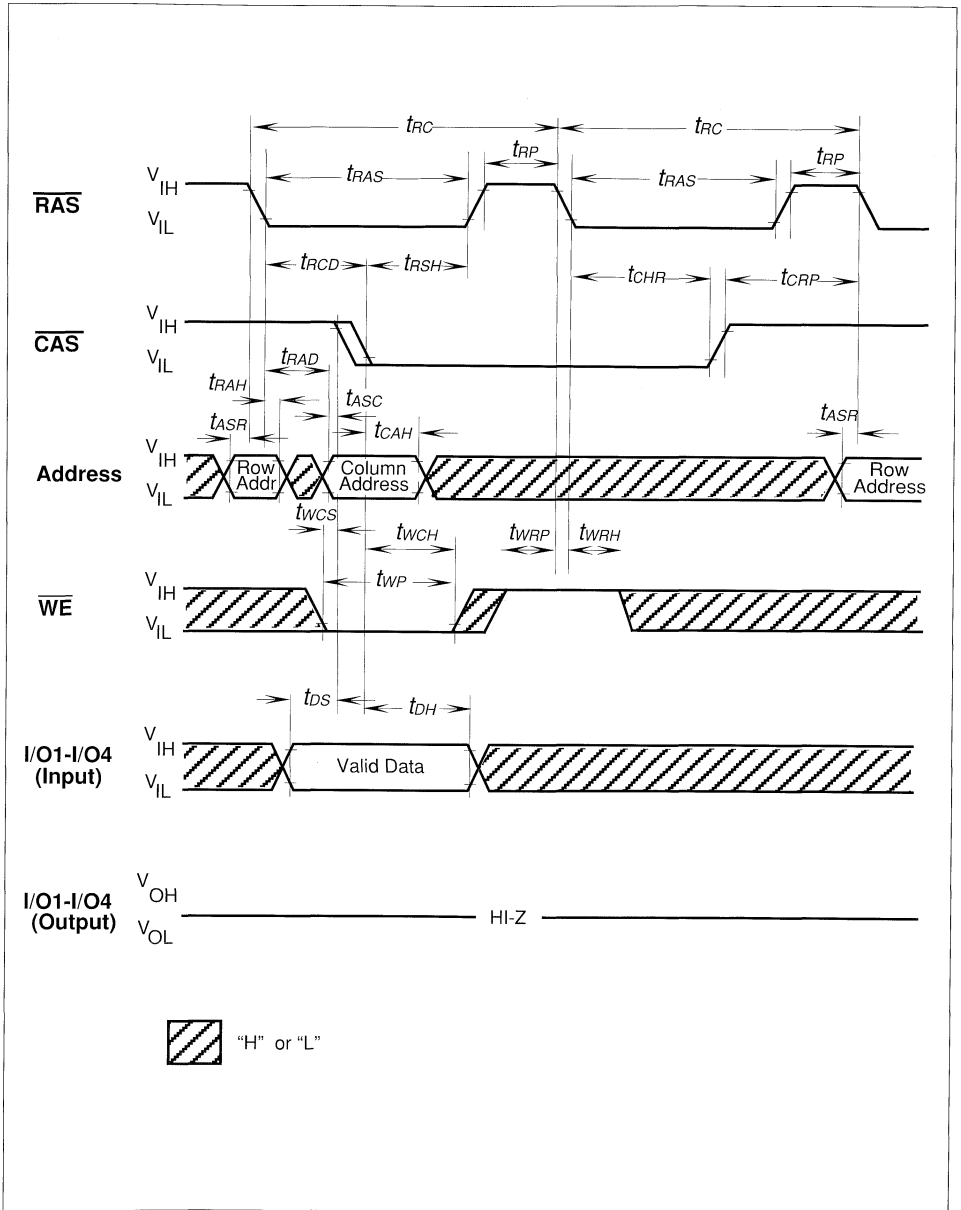 tRC tRC
tRP tRP
tRAS tRAS
VIH
RAS
VIL
tRCD tRSH tCHR tCRP
VIH
CAS
VIL
tRAD
tRAH tASC
tASR tCAH tASR
VIH
Address Row Addr Column Address Row Address
VIL
tWCS tWCH tWRP tWRH
tWP
VIH
WE
VIL
tDS tDH
VIH
I/O1-I/O4
(Input) Valid Data
VIL
VOH
I/O1-I/O4
(Output) HI-Z
VOL
"H" or "L"